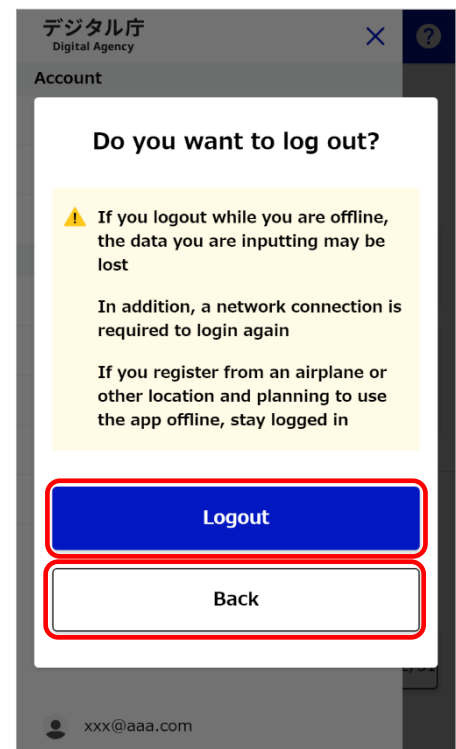 デジタル庁
Digital Agency
?
Account
Do you want to log out?
If you logout while you are offline,
the data you are inputting may be
lost
In addition, a network connection is
required to login again
If you register from an airplane or
other location and planning to use
the app offline, stay logged in
Logout
Back
xxx@aaa.com